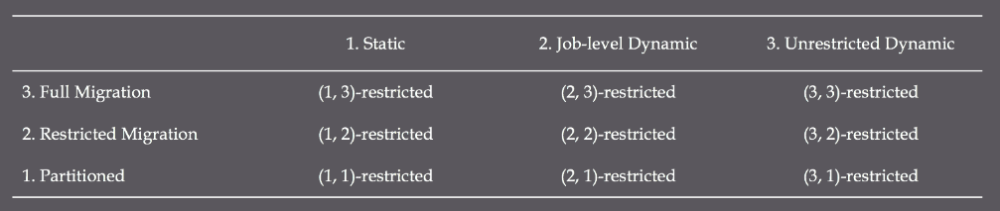 1. Static 2. Job-level Dynamic 3. Unrestricted Dynamic
3. Full Migration (1, 3)-restricted (2, 3)-restricted (3, 3)-restricted
2. Restricted Migration (1, 2)-restricted (2, 2)-restricted (3, 2)-restricted
1. Partitioned (1, 1)-restricted (2, 1)-restricted (3, 1)-restricted